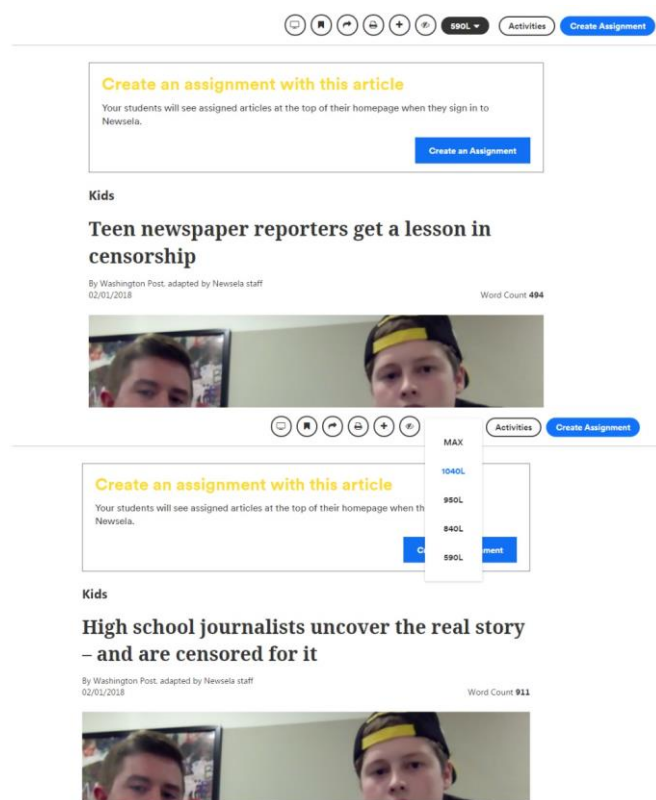 590L
Activities
Create Assignment
Create an assignment with this article
Your students will see assigned articles at the top of their homepage when they sign in to
Newsela.
Create an Assignment
Kids
Teen newspaper reporters get a lesson in
censorship
By Washington Post, adapted by Newsela staff
02/01/2018
Word Count 494
Activities
Create Assignment
MAX
1040L
950L
840L
590L
Create an assignment with this article
Your students will see assigned articles at the top of their homepage when th
Newsela.
C
ment
Kids
High school journalists uncover the real story
– and are censored for it
By Washington Post, adapted by Newsela staff
02/01/2018
Word Count 911